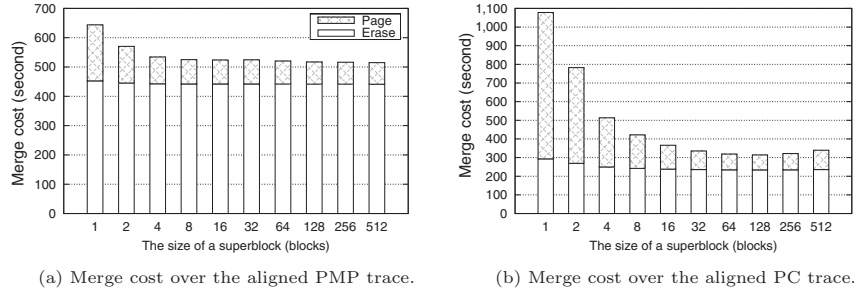 700
600
500
400
300
200
100
0
Merge cost (second)
Page
Erase
1 2 4 8 16 32 64 128 256 512
The size of a superblock (blocks)
(a) Merge cost over the aligned PMP trace.
1,100
1,000
900
800
700
600
500
400
300
200
100
0
Merge cost (second)
1 2 4 8 16 32 64 128 256 512
The size of a superblock (blocks)
(b) Merge cost over the aligned PC trace.